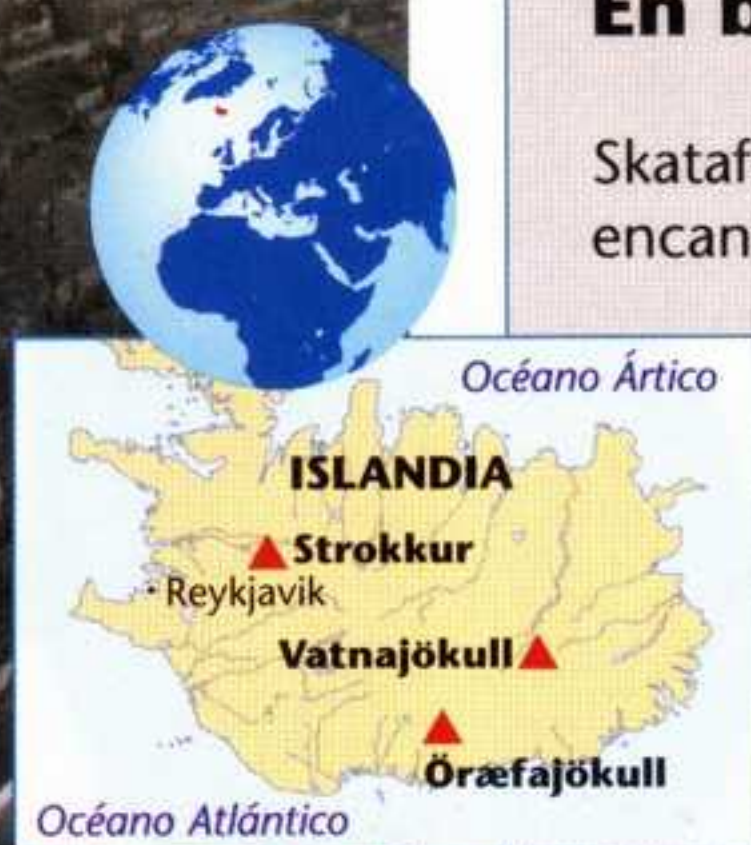 En b
Skataf
encan
Océano Ártico
ISLANDIA
Strokkur
Reykjavik
Vatnajökull
Öræfajökull
Océano Atlántico